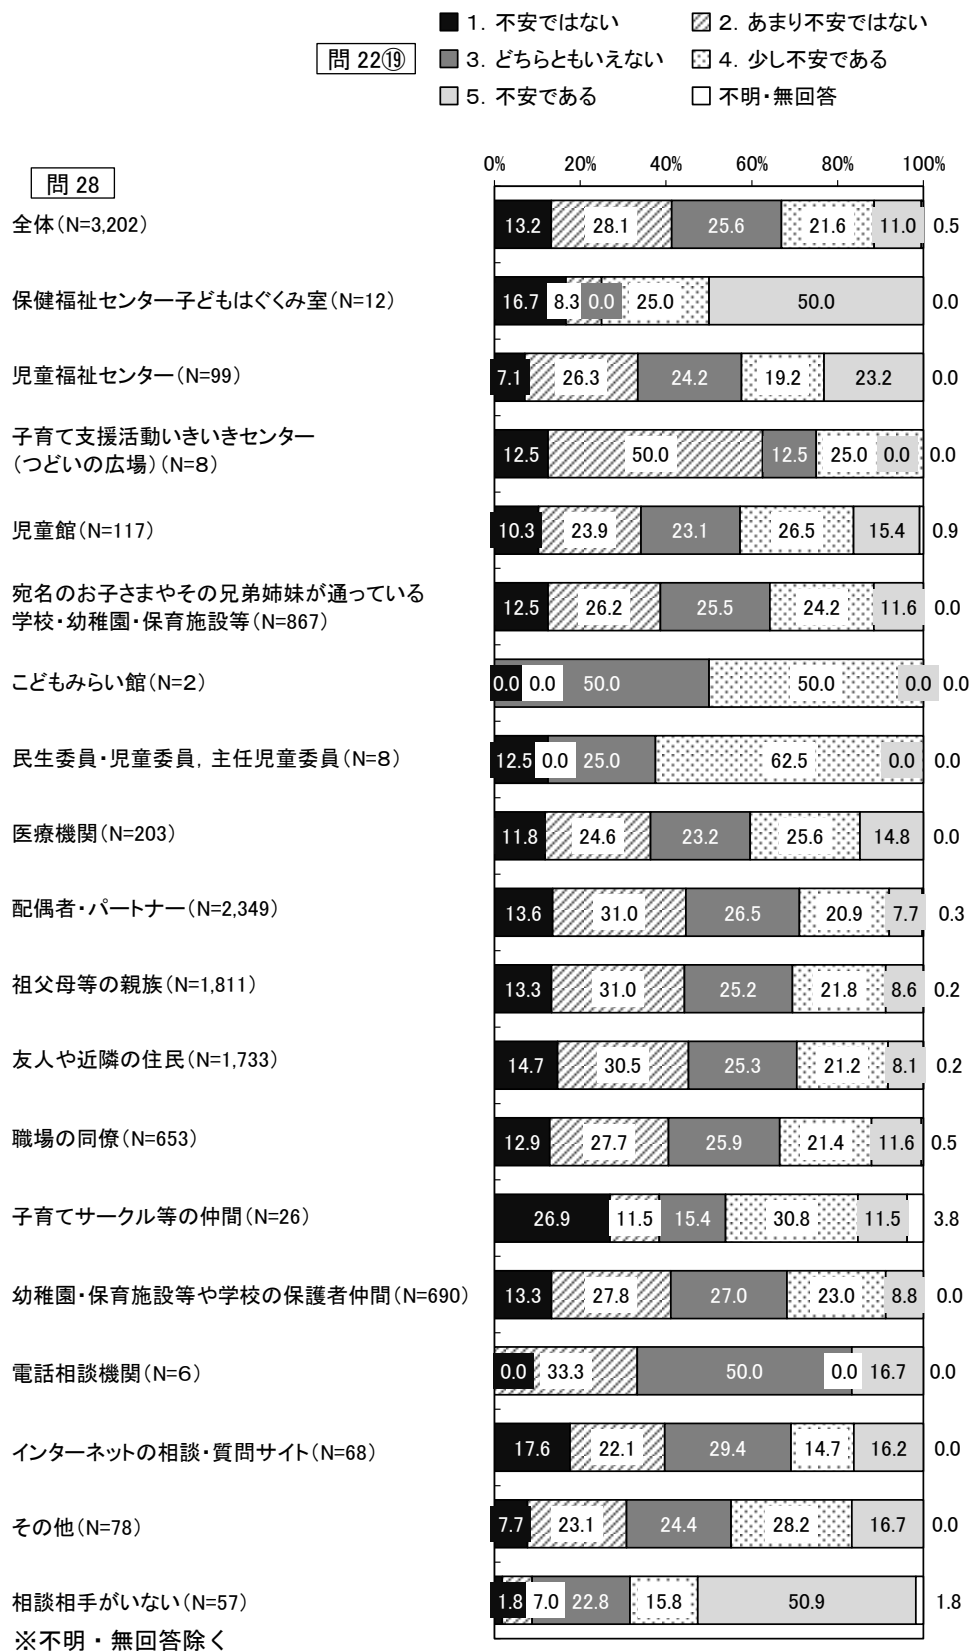 ■ 1．不安ではない 2．あまり不安ではない
問 22⑲ 3．どちらともいえない 4．少し不安である
5．不安である 不明・無回答
0% 20% 40% 60% 80% 100%
問 28
全体(N=3,202) 13.2 28.1 25.6 21.6 11.0 0.5
保健福祉センター子どもはぐくみ室(N=12) 16.7 8.3 0.0 25.0 50.0 0.0
児童福祉センター(N=99) 7.1 26.3 24.2 19.2 23.2 0.0
子育て支援活動いきいきセンター
(つどいの広場)(N=8) 12.5 50.0 12.5 25.0 0.0 0.0
児童館(N=117) 10.3 23.9 23.1 26.5 15.4 0.9
宛名のお子さまやその兄弟姉妹が通っている
学校・幼稚園・保育施設等(N=867) 12.5 26.2 25.5 24.2 11.6 0.0
こどもみらい館(N=2) 0.0 0.0 50.0 50.0 0.0 0.0
民生委員・児童委員，主任児童委員(N=8) 12.5 0.0 25.0 62.5 0.0 0.0
医療機関(N=203) 11.8 24.6 23.2 25.6 14.8 0.0
配偶者・パートナー(N=2,349) 13.6 31.0 26.5 20.9 7.7 0.3
祖父母等の親族(N=1,811) 13.3 31.0 25.2 21.8 8.6 0.2
友人や近隣の住民(N=1,733) 14.7 30.5 25.3 21.2 8.1 0.2
職場の同僚(N=653) 12.9 27.7 25.9 21.4 11.6 0.5
子育てサークル等の仲間(N=26) 26.9 11.5 15.4 30.8 11.5 3.8
幼稚園・保育施設等や学校の保護者仲間(N=690) 13.3 27.8 27.0 23.0 8.8 0.0
電話相談機関(N=6) 0.0 33.3 50.0 0.0 16.7 0.0
インターネットの相談・質問サイト(N=68) 17.6 22.1 29.4 14.7 16.2 0.0
その他(N=78) 7.7 23.1 24.4 28.2 16.7 0.0
相談相手がいない(N=57) 1.8 7.0 22.8 15.8 50.9 1.8
※不明・無回答除く